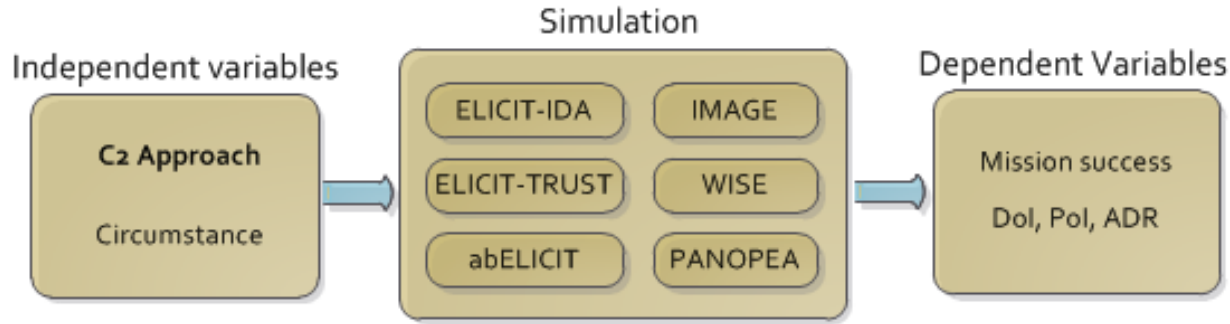 Simulation
Independent variables
Dependent Variables
C2 Approach
Circumstance
ELICIT-IDA
IMAGE
ELICIT-TRUST
WISE
abELICIT
PANOPEA
Mission success
DoI, PoI, ADR